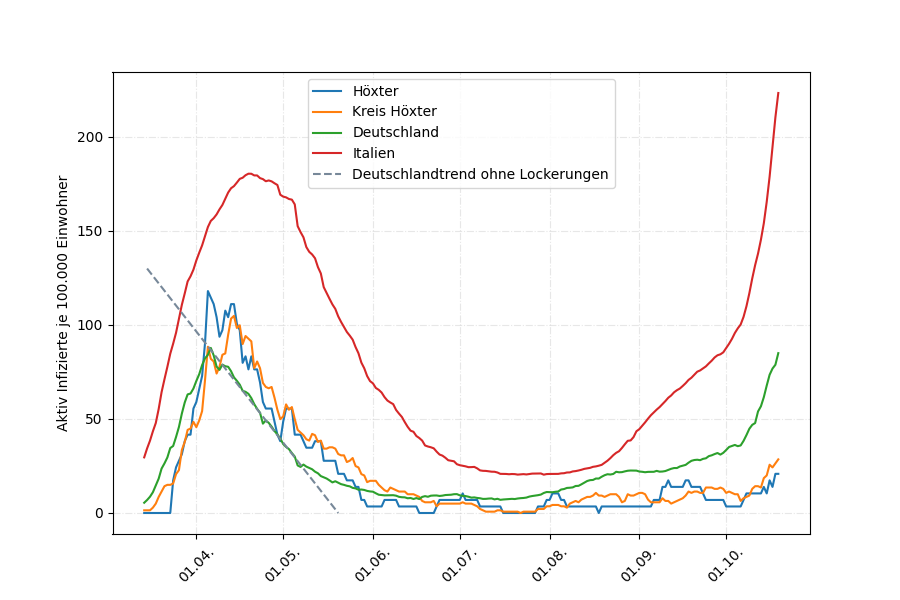 Höxter
Kreis Höxter
Deutschland
Italien
Deutschlandtrend ohne Lockerungen
Aktiv Infizierte je 100.000 Einwohner
200
150
100
50
0
01.04.
01.05.
01.06.
01.07.
01.08.
01.09.
01.10.